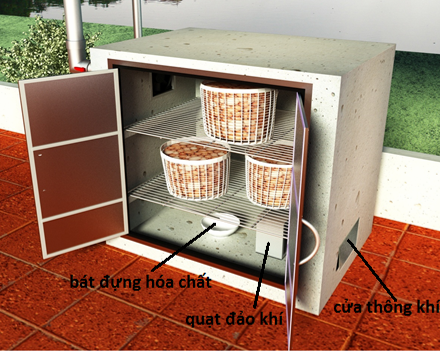 bát đựng hóa chất
quạt đảo khí
cửa thông khí